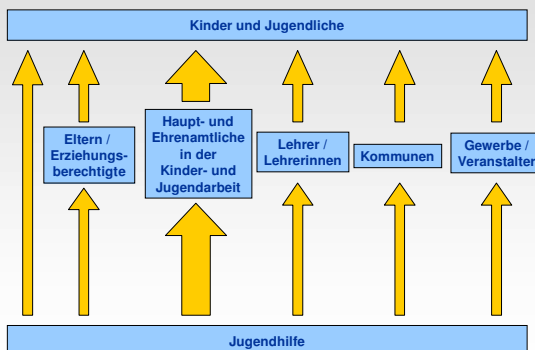 Kinder und Jugendliche
Eltern /
Erziehungs-
berechtigte
Haupt- und
Ehrenamtliche
in der
Kinder- und
Jugendarbeit
Lehrer /
Lehrerinnen
Kommunen
Gewerbe /
Veranstalter
Jugendhilfe